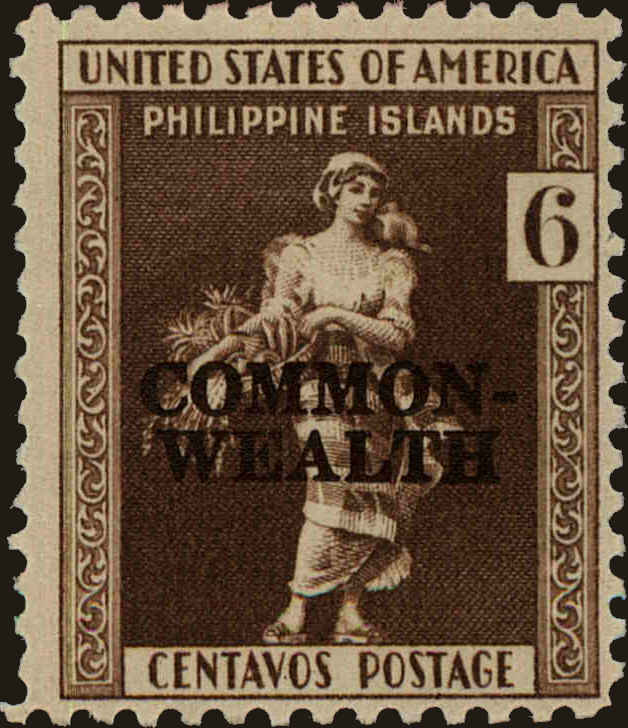 UNITED STATES OF AMERICA
PHILIPPINE ISLANDS
6
COMMON-
WEALTH
CENTAVOS POSTAGE